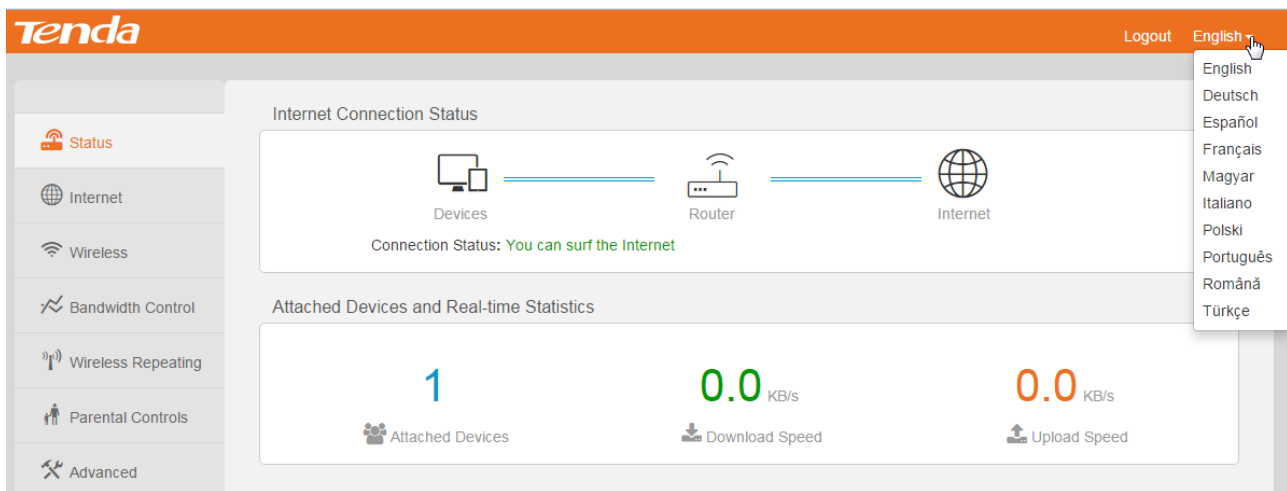 Tenda
Logout English
English
Deutsch
Español
Français
Magyar
Italiano
Polski
Português
Română
Türkçe
Status
Internet
Wireless
Bandwidth Control
Wireless Repeating
Parental Controls
Advanced
Internet Connection Status
Devices Router Internet
Connection Status: You can surf the Internet
Attached Devices and Real-time Statistics
1 0.0 KB/s 0.0 KB/s
Attached Devices Download Speed Upload Speed